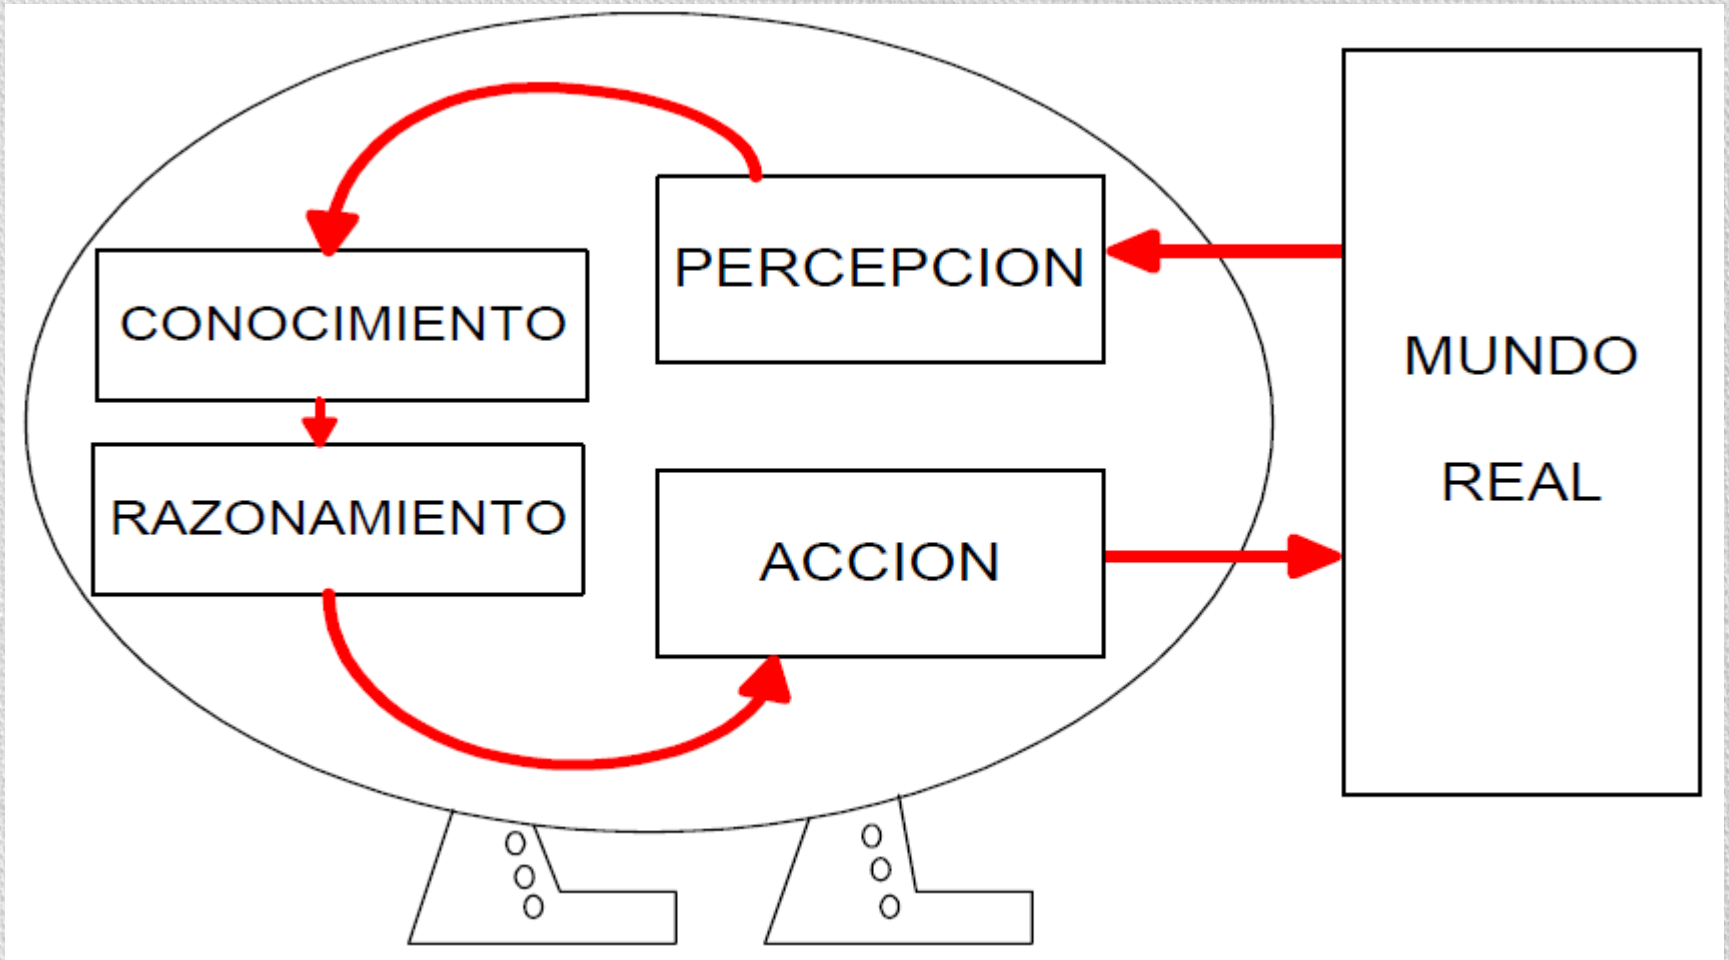 PERCEPCION
CONOCIMIENTO
RAZONAMIENTO
ACCION
MUNDO
REAL